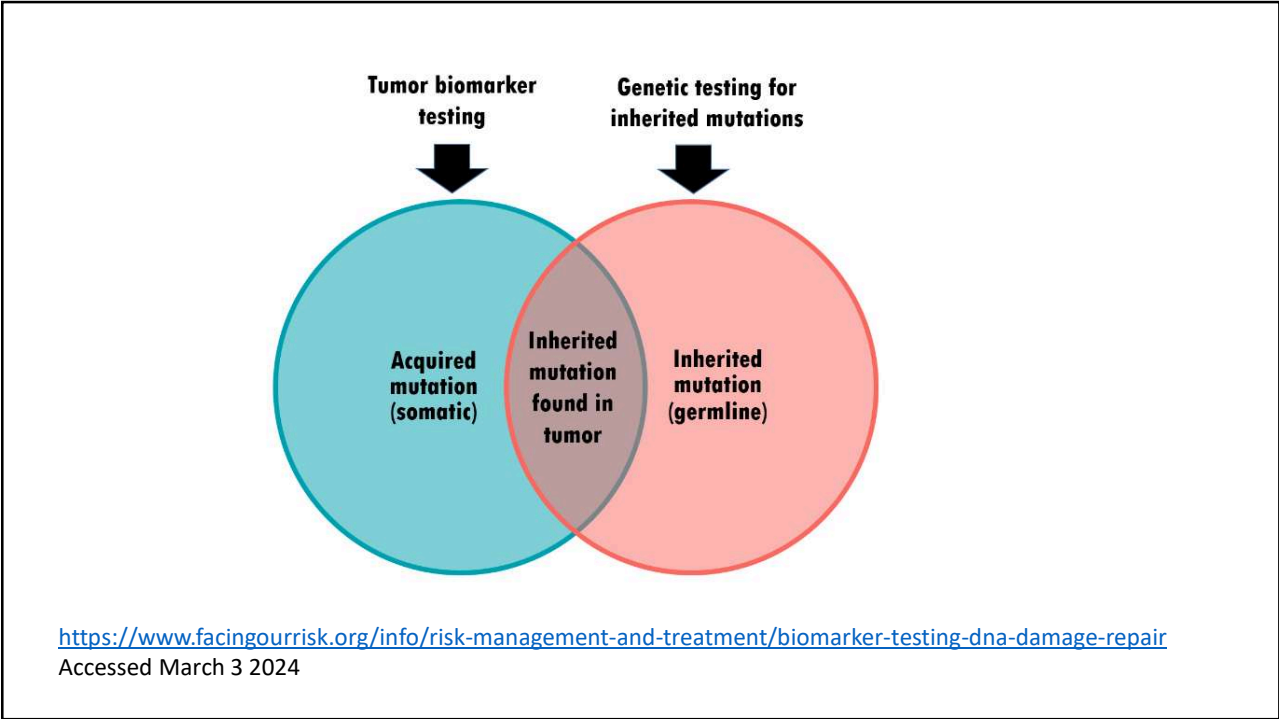 Tumor biomarker
testing
Genetic testing for
inherited mutations
Acquired
mutation
(somatic)
Inherited
mutation
found in
tumor
Inherited
mutation
(germline)
https://www.facingourrisk.org/info/risk-management-and-treatment/biomarker-testing-dna-damage-repair
Accessed March 3 2024